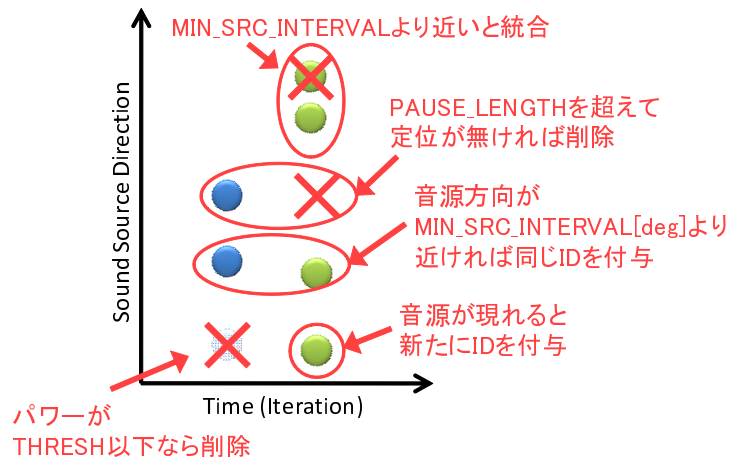 MIN_SRC_INTERVALより近いと統合
PAUSE_LENGTHを超えて
定位が無ければ削除
音源方向が
MIN_SRC_INTERVAL[deg]より
近ければ同じIDを付与
音源が現れると
新たにIDを付与
Sound Source Direction
Time (Iteration)
パワーが
THRESH以下なら削除